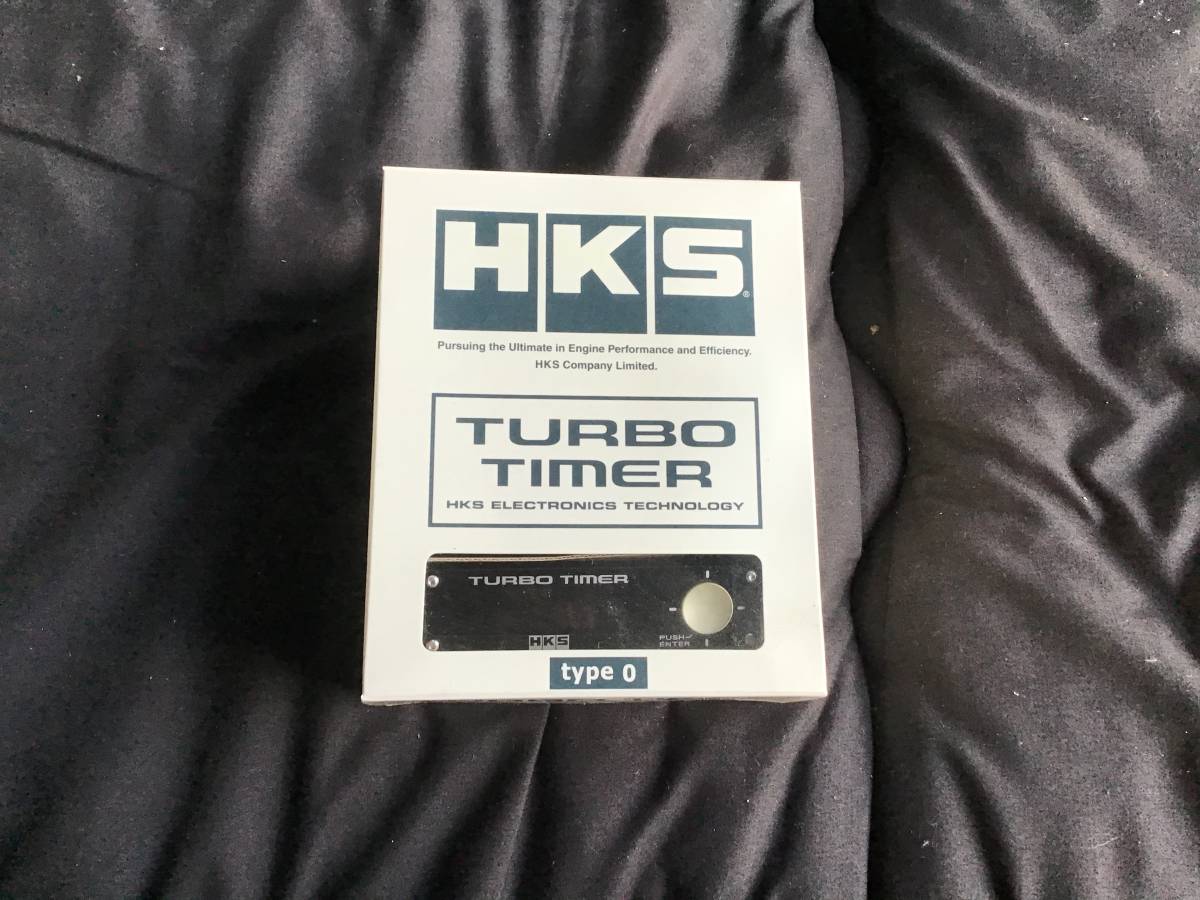 HKS®
Pursuing the Ultimate in Engine Performance and Efficiency.
HKS Company Limited.
TURBO
TIMER
HKS ELECTRONICS TECHNOLOGY
TURBO TIMER
HKS
PUSH
ENTER
type 0